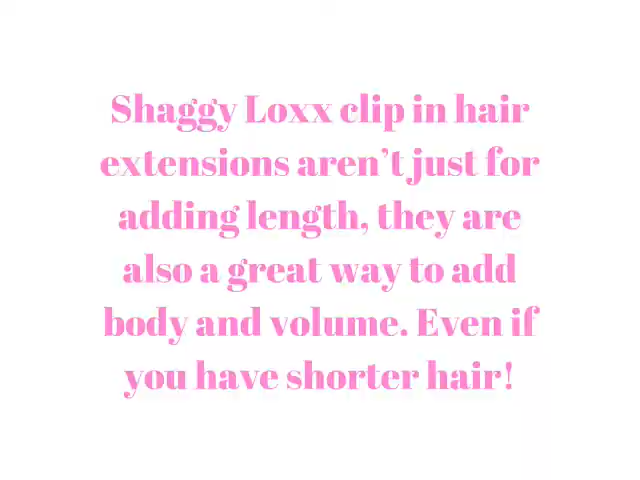 Shaggy Loxx clip in hair
extensions aren’t just for
adding length, they are
also a great way to add
body and volume. Even if
you have shorter hair!